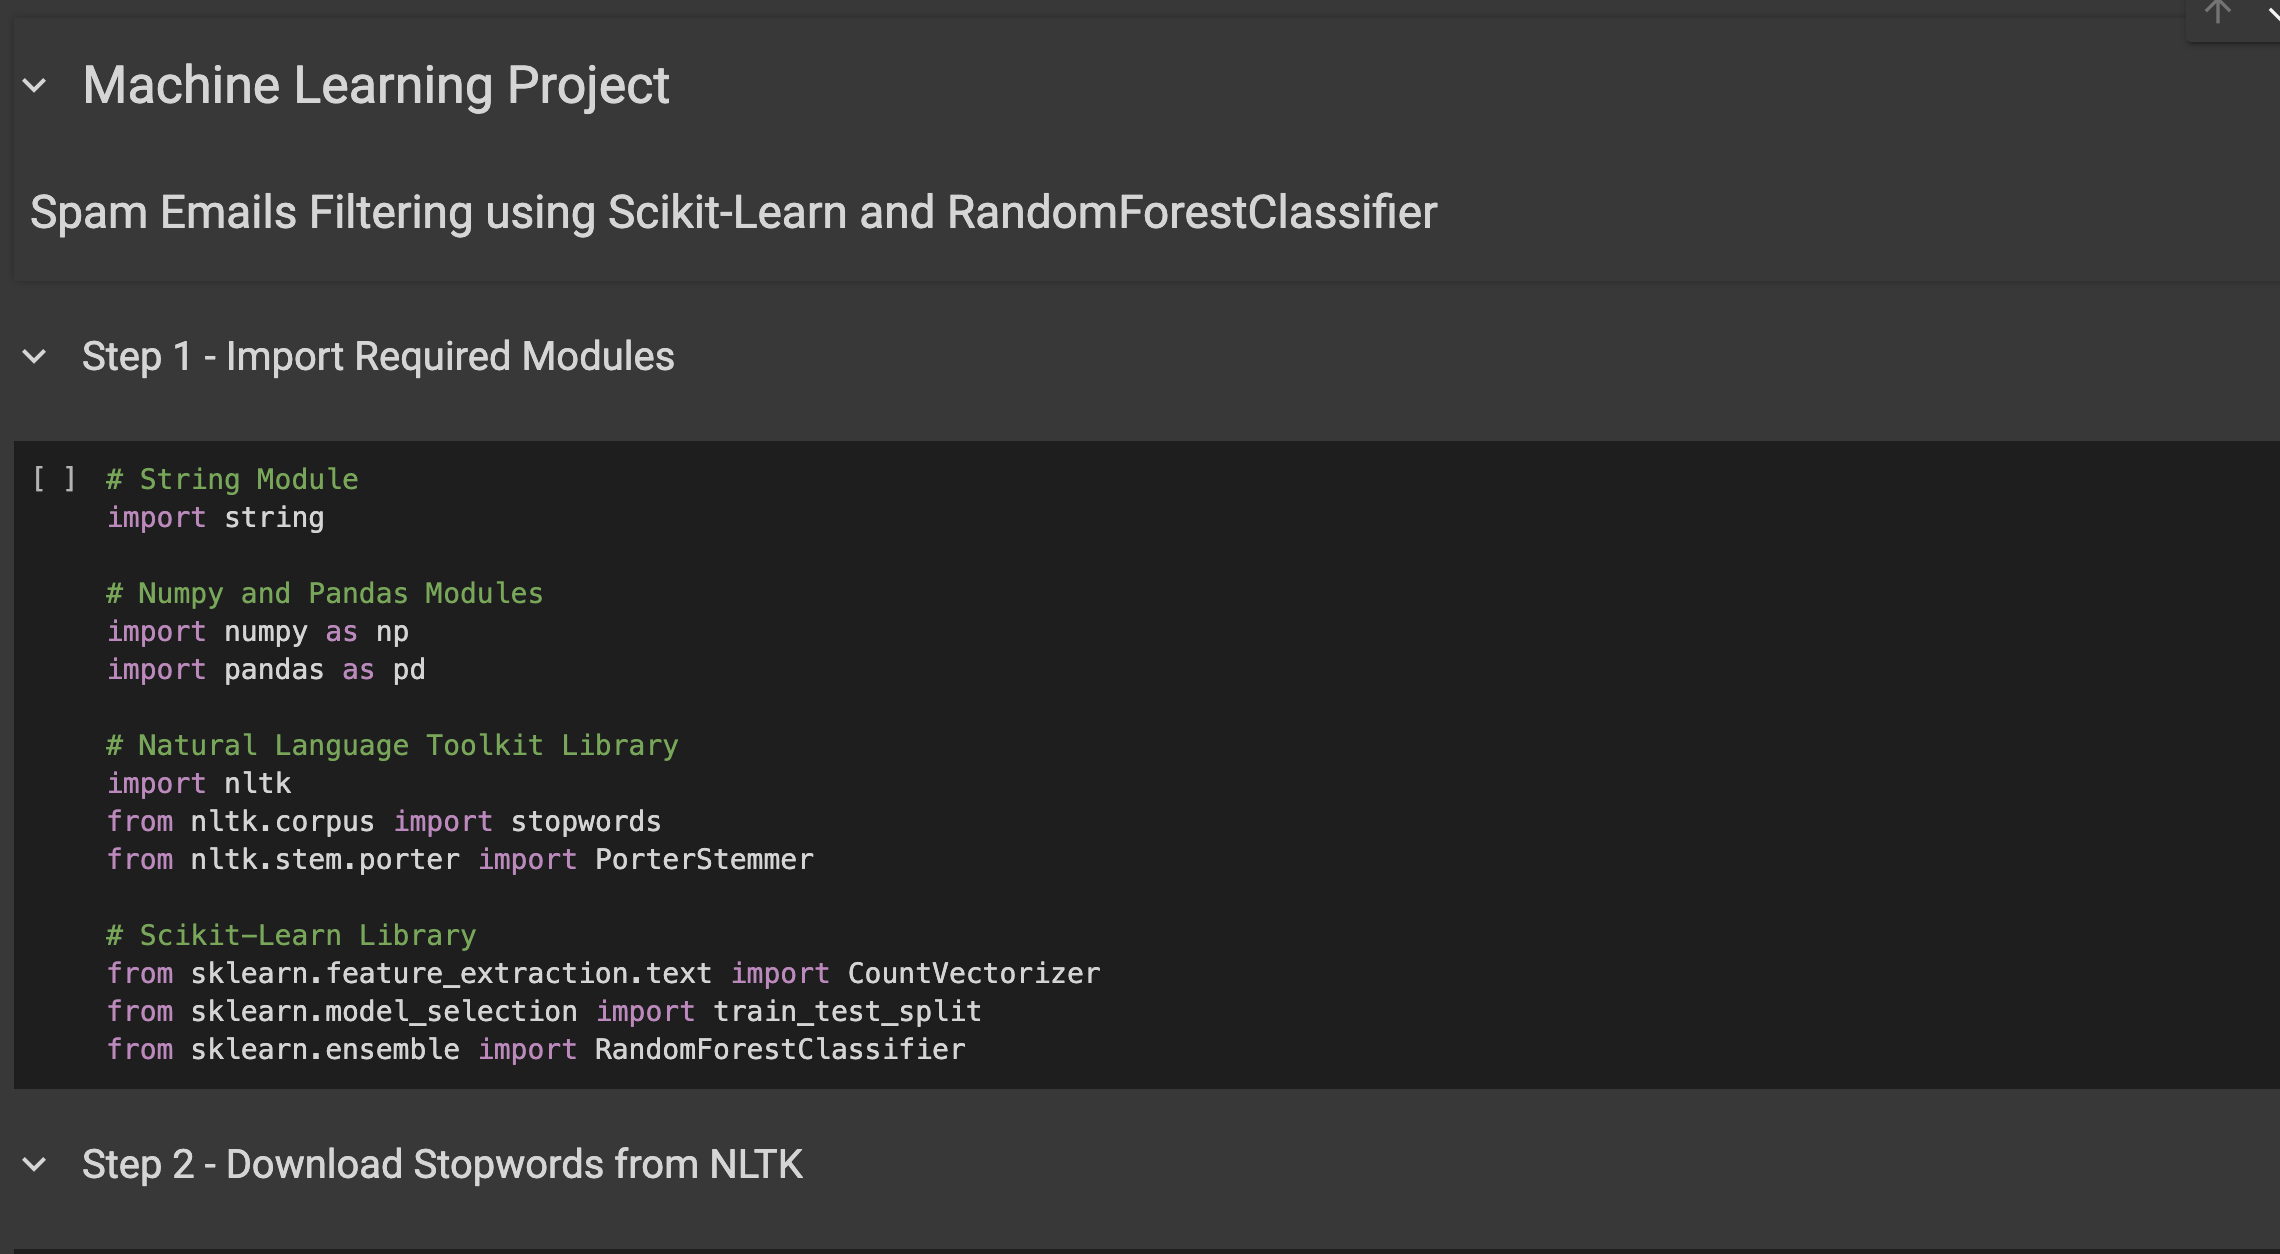 Machine Learning Project
Spam Emails Filtering using Scikit-Learn and RandomForestClassifier
Step 1 - Import Required Modules
[ ] # String Module
import string
# Numpy and Pandas Modules
import numpy as np
import pandas as pd
# Natural Language Toolkit Library
import nltk
from nltk.corpus import stopwords
from nltk.stem.porter import PorterStemmer
# Scikit-Learn Library
from sklearn.feature_extraction.text import CountVectorizer
from sklearn.model_selection import train_test_split
from sklearn.ensemble import RandomForestClassifier
Step 2 - Download Stopwords from NLTK